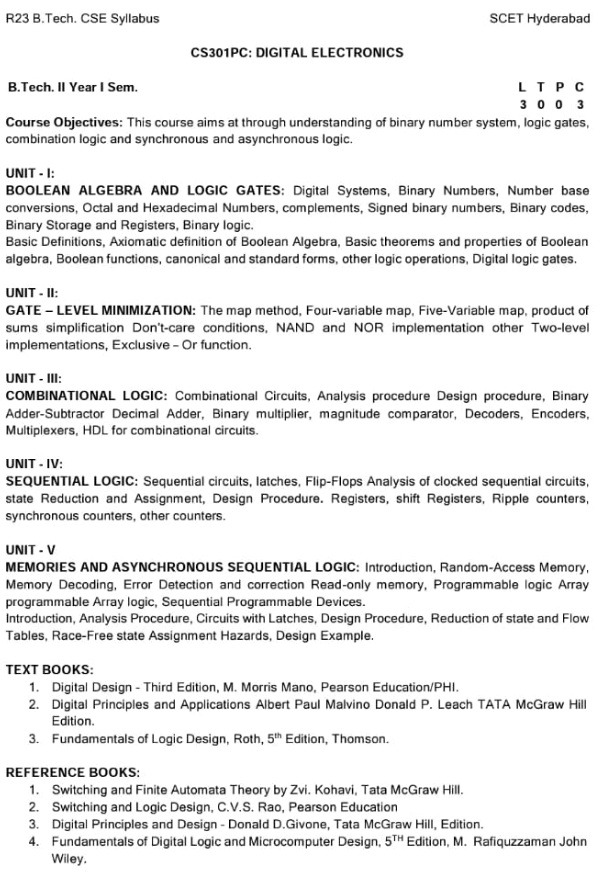 R23 B.Tech. CSE Syllabus SCET Hyderabad
CS301PC: DIGITAL ELECTRONICS
B.Tech. II Year I Sem. L T P C
3 0 0 3
Course Objectives: This course aims at through understanding of binary number system, logic gates,
combination logic and synchronous and asynchronous logic.
UNIT - I:
BOOLEAN ALGEBRA AND LOGIC GATES: Digital Systems, Binary Numbers, Number base
conversions, Octal and Hexadecimal Numbers, complements, Signed binary numbers, Binary codes,
Binary Storage and Registers, Binary logic.
Basic Definitions, Axiomatic definition of Boolean Algebra, Basic theorems and properties of Boolean
algebra, Boolean functions, canonical and standard forms, other logic operations, Digital logic gates.
UNIT - II:
GATE – LEVEL MINIMIZATION: The map method, Four-variable map, Five-Variable map, product of
sums simplification Don't-care conditions, NAND and NOR implementation other Two-level
implementations, Exclusive – Or function.
UNIT - III:
COMBINATIONAL LOGIC: Combinational Circuits, Analysis procedure Design procedure, Binary
Adder-Subtractor Decimal Adder, Binary multiplier, magnitude comparator, Decoders, Encoders,
Multiplexers, HDL for combinational circuits.
UNIT - IV:
SEQUENTIAL LOGIC: Sequential circuits, latches, Flip-Flops Analysis of clocked sequential circuits,
state Reduction and Assignment, Design Procedure. Registers, shift Registers, Ripple counters,
synchronous counters, other counters.
UNIT - V
MEMORIES AND ASYNCHRONOUS SEQUENTIAL LOGIC: Introduction, Random-Access Memory,
Memory Decoding, Error Detection and correction Read-only memory, Programmable logic Array
programmable Array logic, Sequential Programmable Devices.
Introduction, Analysis Procedure, Circuits with Latches, Design Procedure, Reduction of state and Flow
Tables, Race-Free state Assignment Hazards, Design Example.
TEXT BOOKS:
1. Digital Design - Third Edition, M. Morris Mano, Pearson Education/PHI.
2. Digital Principles and Applications Albert Paul Malvino Donald P. Leach TATA McGraw Hill
Edition.
3. Fundamentals of Logic Design, Roth, 5th Edition, Thomson.
REFERENCE BOOKS:
1. Switching and Finite Automata Theory by Zvi. Kohavi, Tata McGraw Hill.
2. Switching and Logic Design, C.V.S. Rao, Pearson Education
3. Digital Principles and Design - Donald D.Givone, Tata McGraw Hill, Edition.
4. Fundamentals of Digital Logic and Microcomputer Design, 5TH Edition, M. Rafiquzzaman John
Wiley.